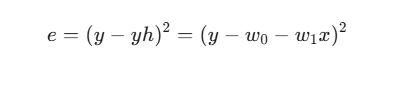 e = (y − yh)² = (y − w₀ − w₁x)²